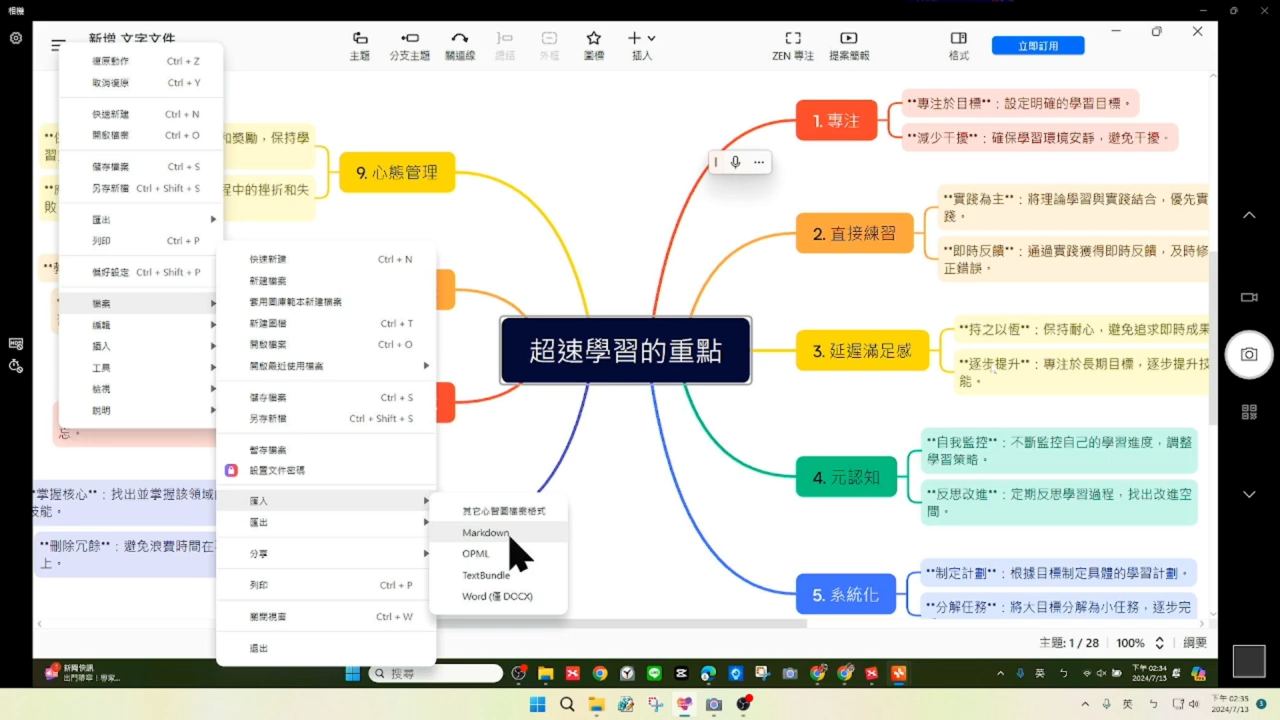 相機
新增 文字文件
主題
分支主題
關連線
總結
外框
圖標
插入
ZEN 專注
提案簡報
格式
立即訂用
復原動作 Ctrl + Z
取消復原 Ctrl + Y
快速新建 Ctrl + N
開啟檔案 Ctrl + O
儲存檔案 Ctrl + S
另存新檔 Ctrl + Shift + S
匯出
列印 Ctrl + P
偏好設定 Ctrl + Shift + P
檔案
編輯
插入
工具
檢視
說明
快速新建 Ctrl + N
新建檔案
套用圖庫範本新建檔案
新建圖檔 Ctrl + T
開啟檔案 Ctrl + O
開啟最近使用檔案
儲存檔案 Ctrl + S
另存新檔 Ctrl + Shift + S
暫存檔案
設置文件密碼
匯入
匯出
分享
列印 Ctrl + P
關閉視窗 Ctrl + W
退出
其它心智圖檔案格式
Markdown
OPML
TextBundle
Word (僅 DOCX)
超速學習的重點
1. 專注
**專注於目標**：設定明確的學習目標。
**減少干擾**：確保學習環境安靜，避免干擾。
2. 直接練習
**實踐為主**：將理論學習與實踐結合，優先實
踐。
**即時反饋**：通過實踐獲得即時反饋，及時修
正錯誤。
3. 延遲滿足感
**持之以恆**：保持耐心，避免追求即時成果
**逐步提升**：專注於長期目標，逐步提升技
能。
4. 元認知
**自我監控**：不斷監控自己的學習進度，調整
學習策略。
**反思改進**：定期反思學習過程，找出改進空
間。
5. 系統化
**制定計劃**：根據目標制定具體的學習計劃。
**分解任務**：將大目標分解為小任務，逐步完
9. 心態管理
和獎勵，保持學
習
程中的挫折和失
敗
忘。
掌握核心**：找出並掌握該領域
技能。
**刪除冗餘**：避免浪費時間在
上。
主題: 1 / 28
100%
綱要
新聞快訊
出門帶傘！專家...
搜尋
英
下午 02:34
2024/7/13
英
下午 02:35
2024/7/13